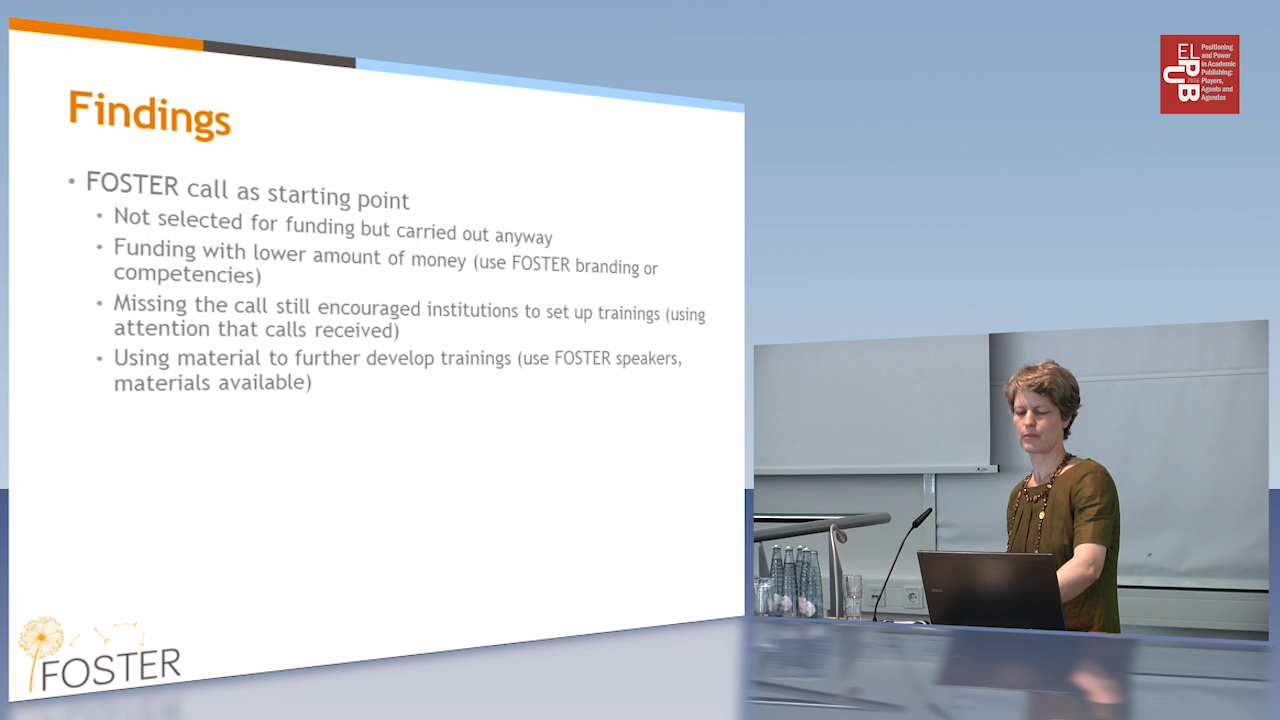 Findings
• FOSTER call as starting point
• Not selected for funding but carried out anyway
• Funding with lower amount of money (use FOSTER branding or
competencies)
• Missing the call still encouraged institutions to set up trainings (using
attention that calls received)
• Using material to further develop trainings (use FOSTER speakers,
materials available)
FOSTER
ELPUB
2016
Positioning
and Power
in Academic
Publishing:
Players,
Agents and
Agendas